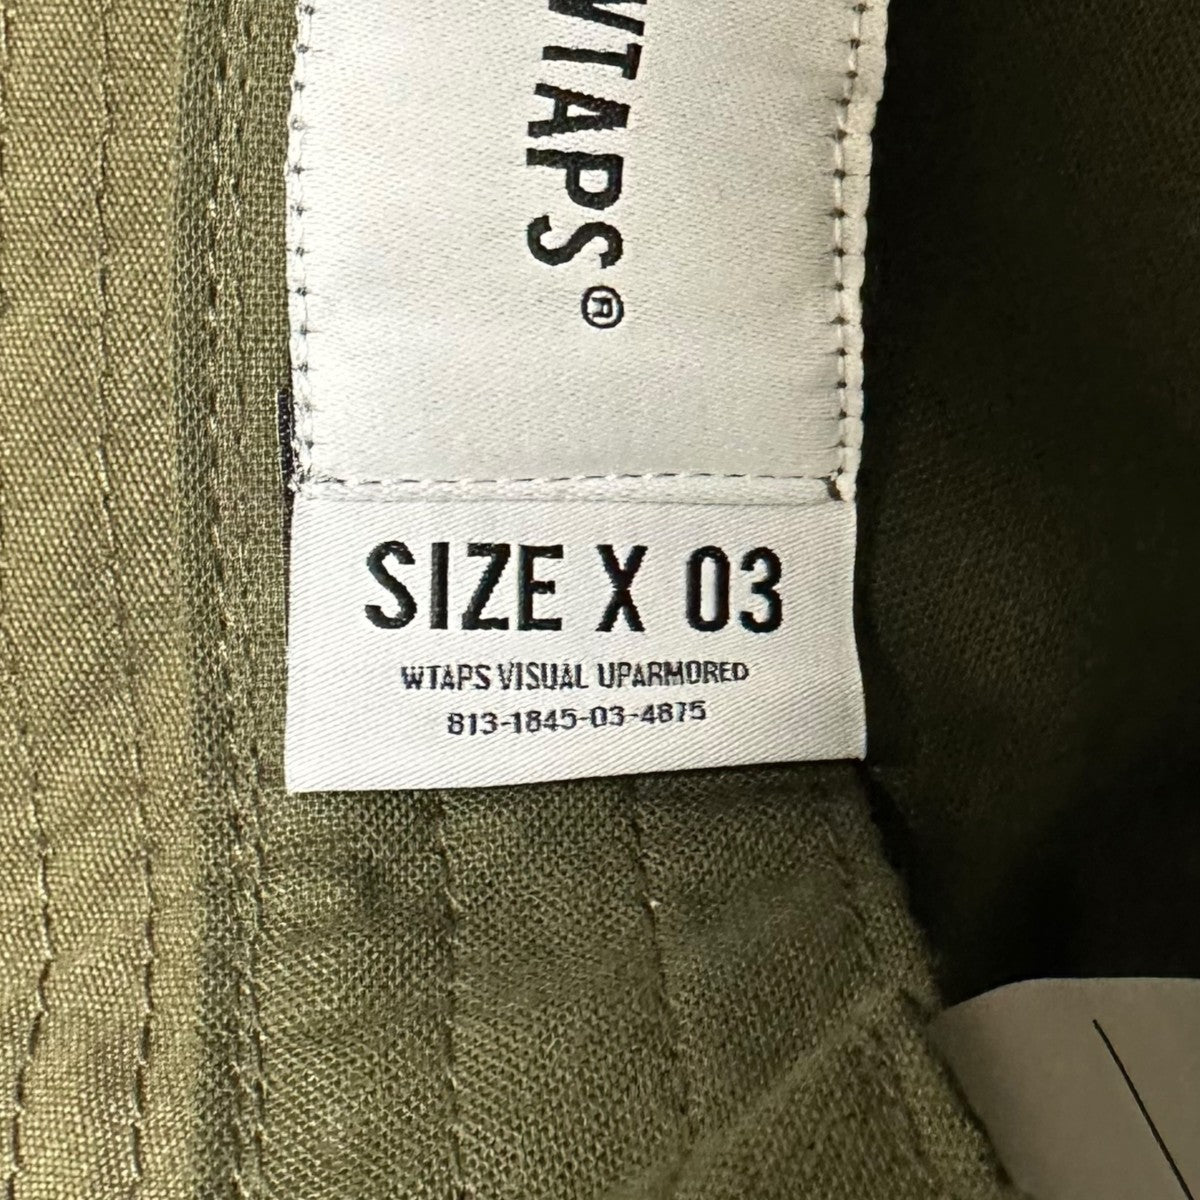 WTAPS®
SIZE X 03
WTAPS VISUAL UPARMORED
813-1845-03-4875